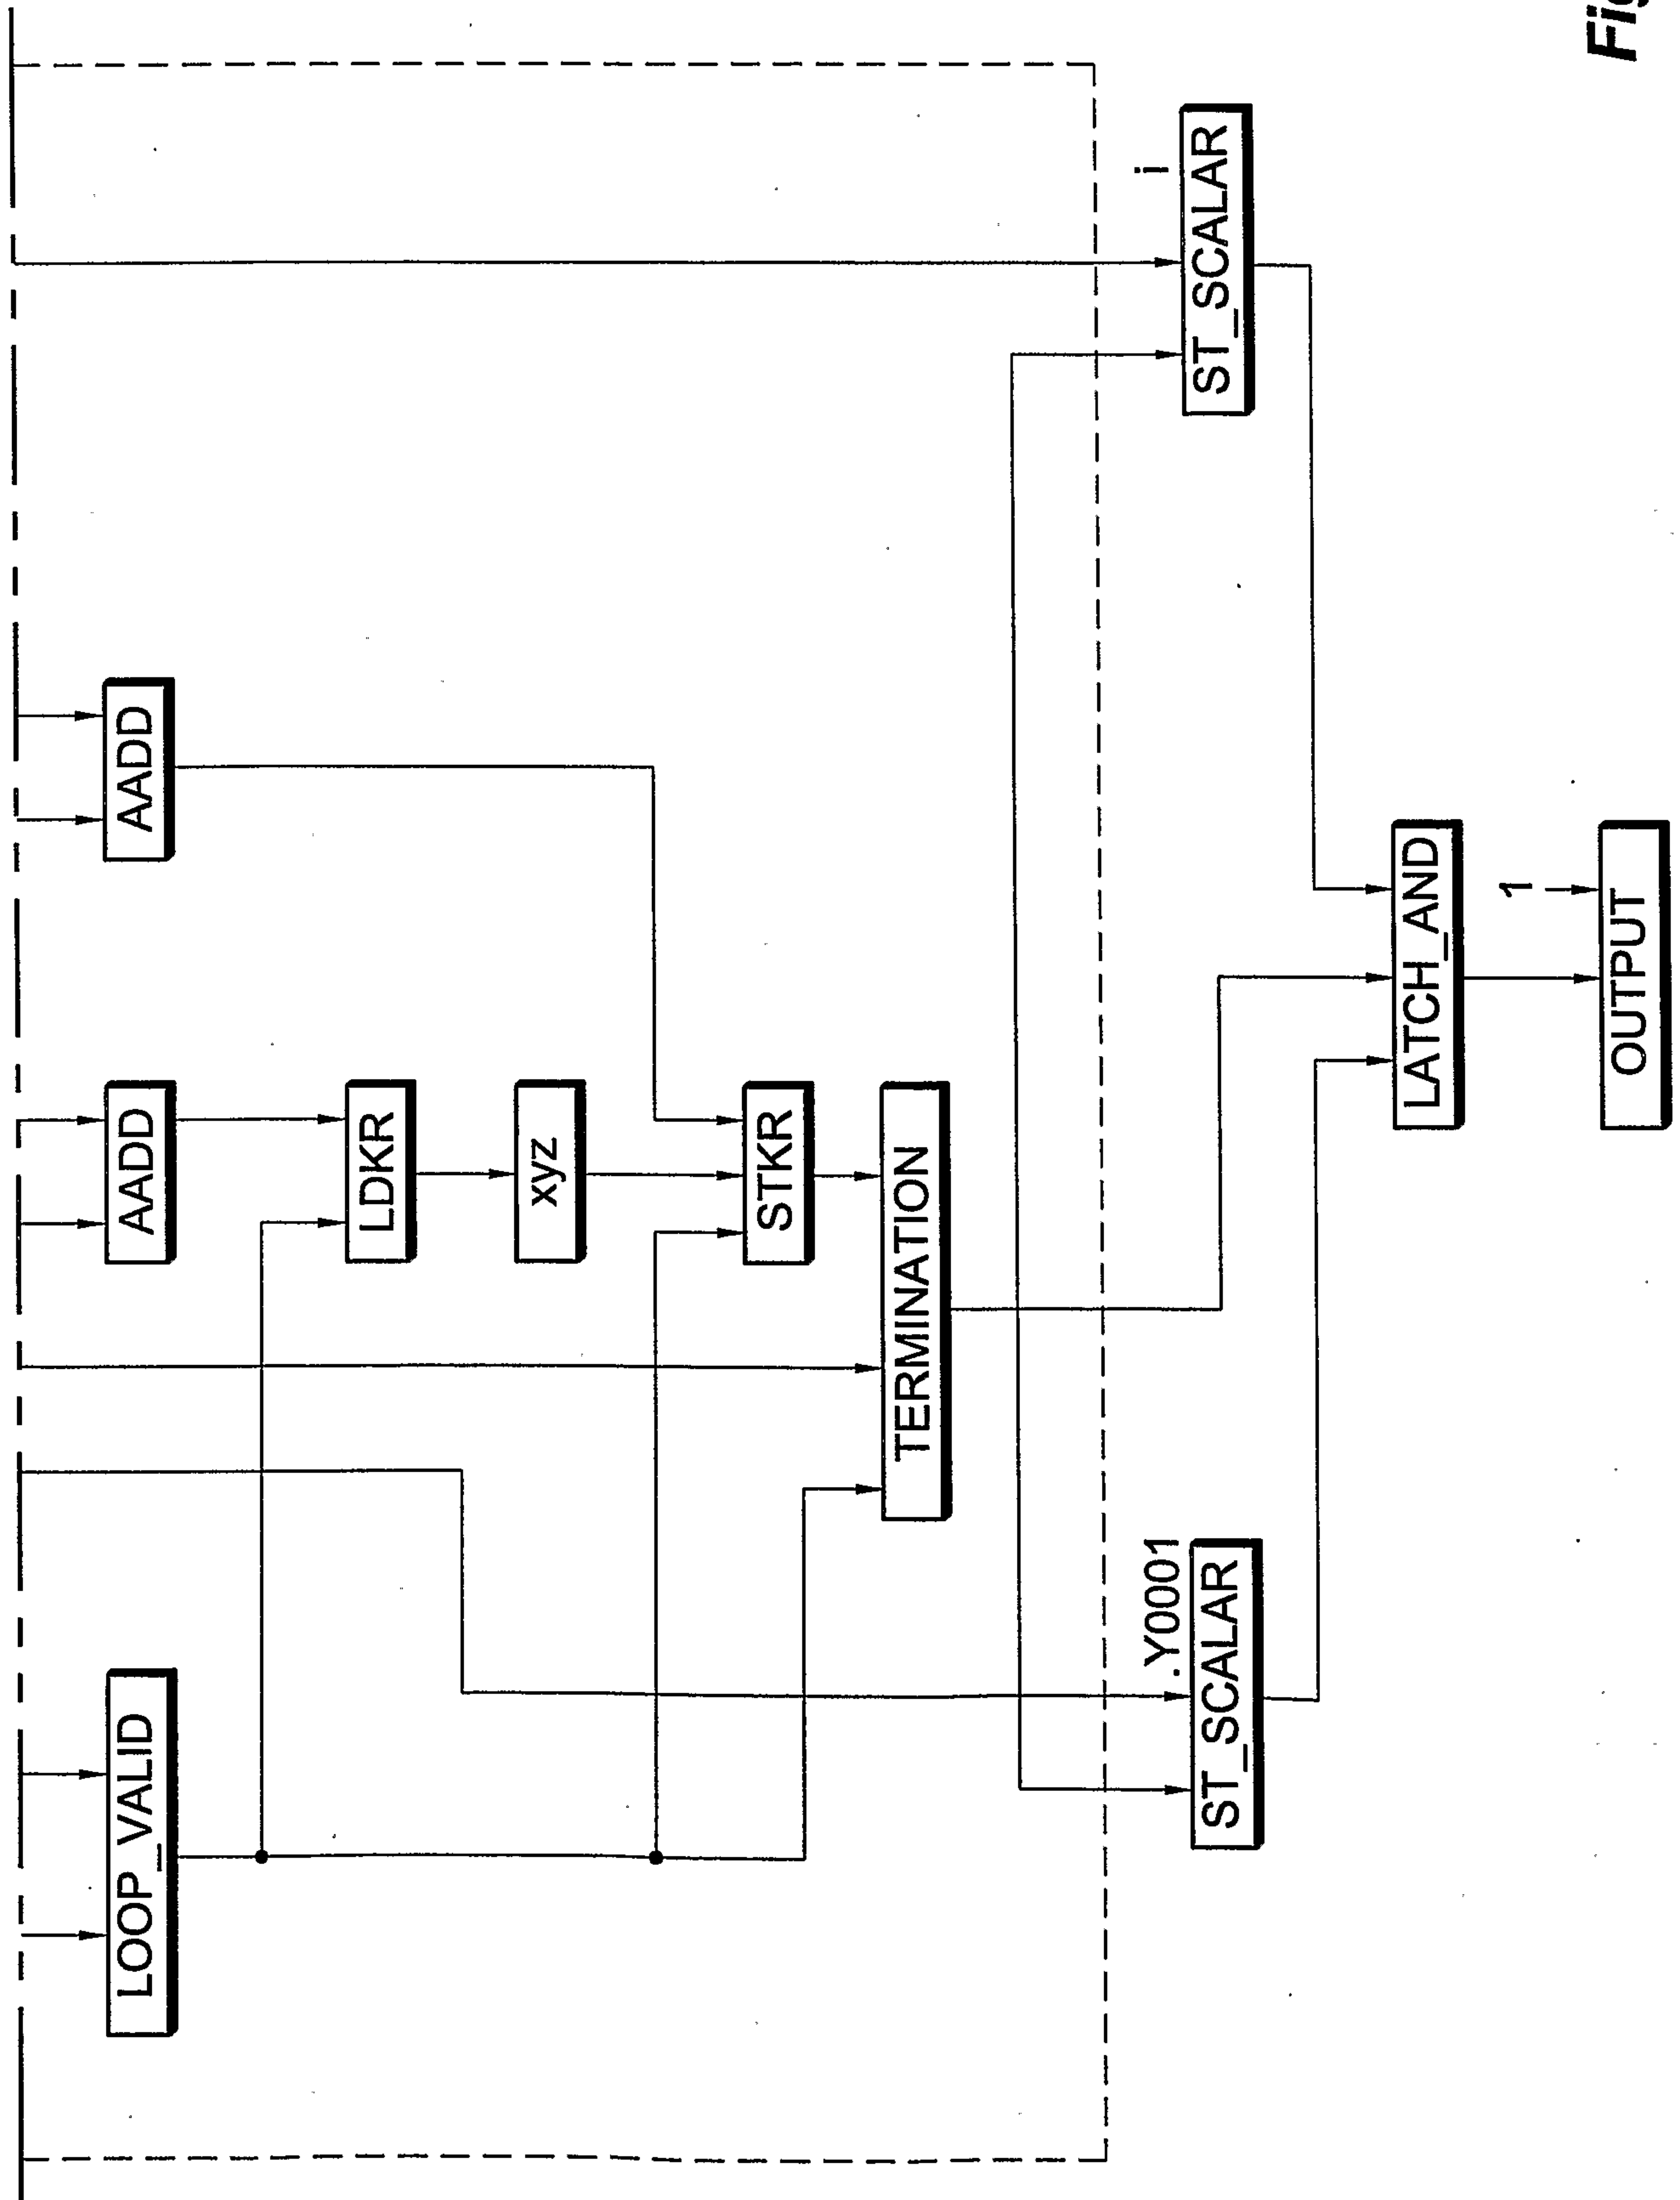 LOOP_VALID
AADD
AADD
LDKR
xyz
STKR
TERMINATION
.Y0001
i
ST_SCALAR
ST_SCALAR
LATCH_AND
1
OUTPUT